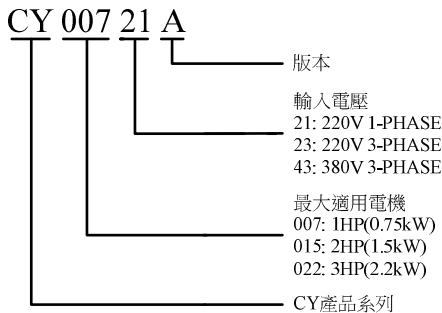 CY 007 21 A
版本
輸入電壓
21: 220V 1-PHASE
23: 220V 3-PHASE
43: 380V 3-PHASE
最大適用電機
007: 1HP(0.75kW)
015: 2HP(1.5kW)
022: 3HP(2.2kW)
CY產品系列